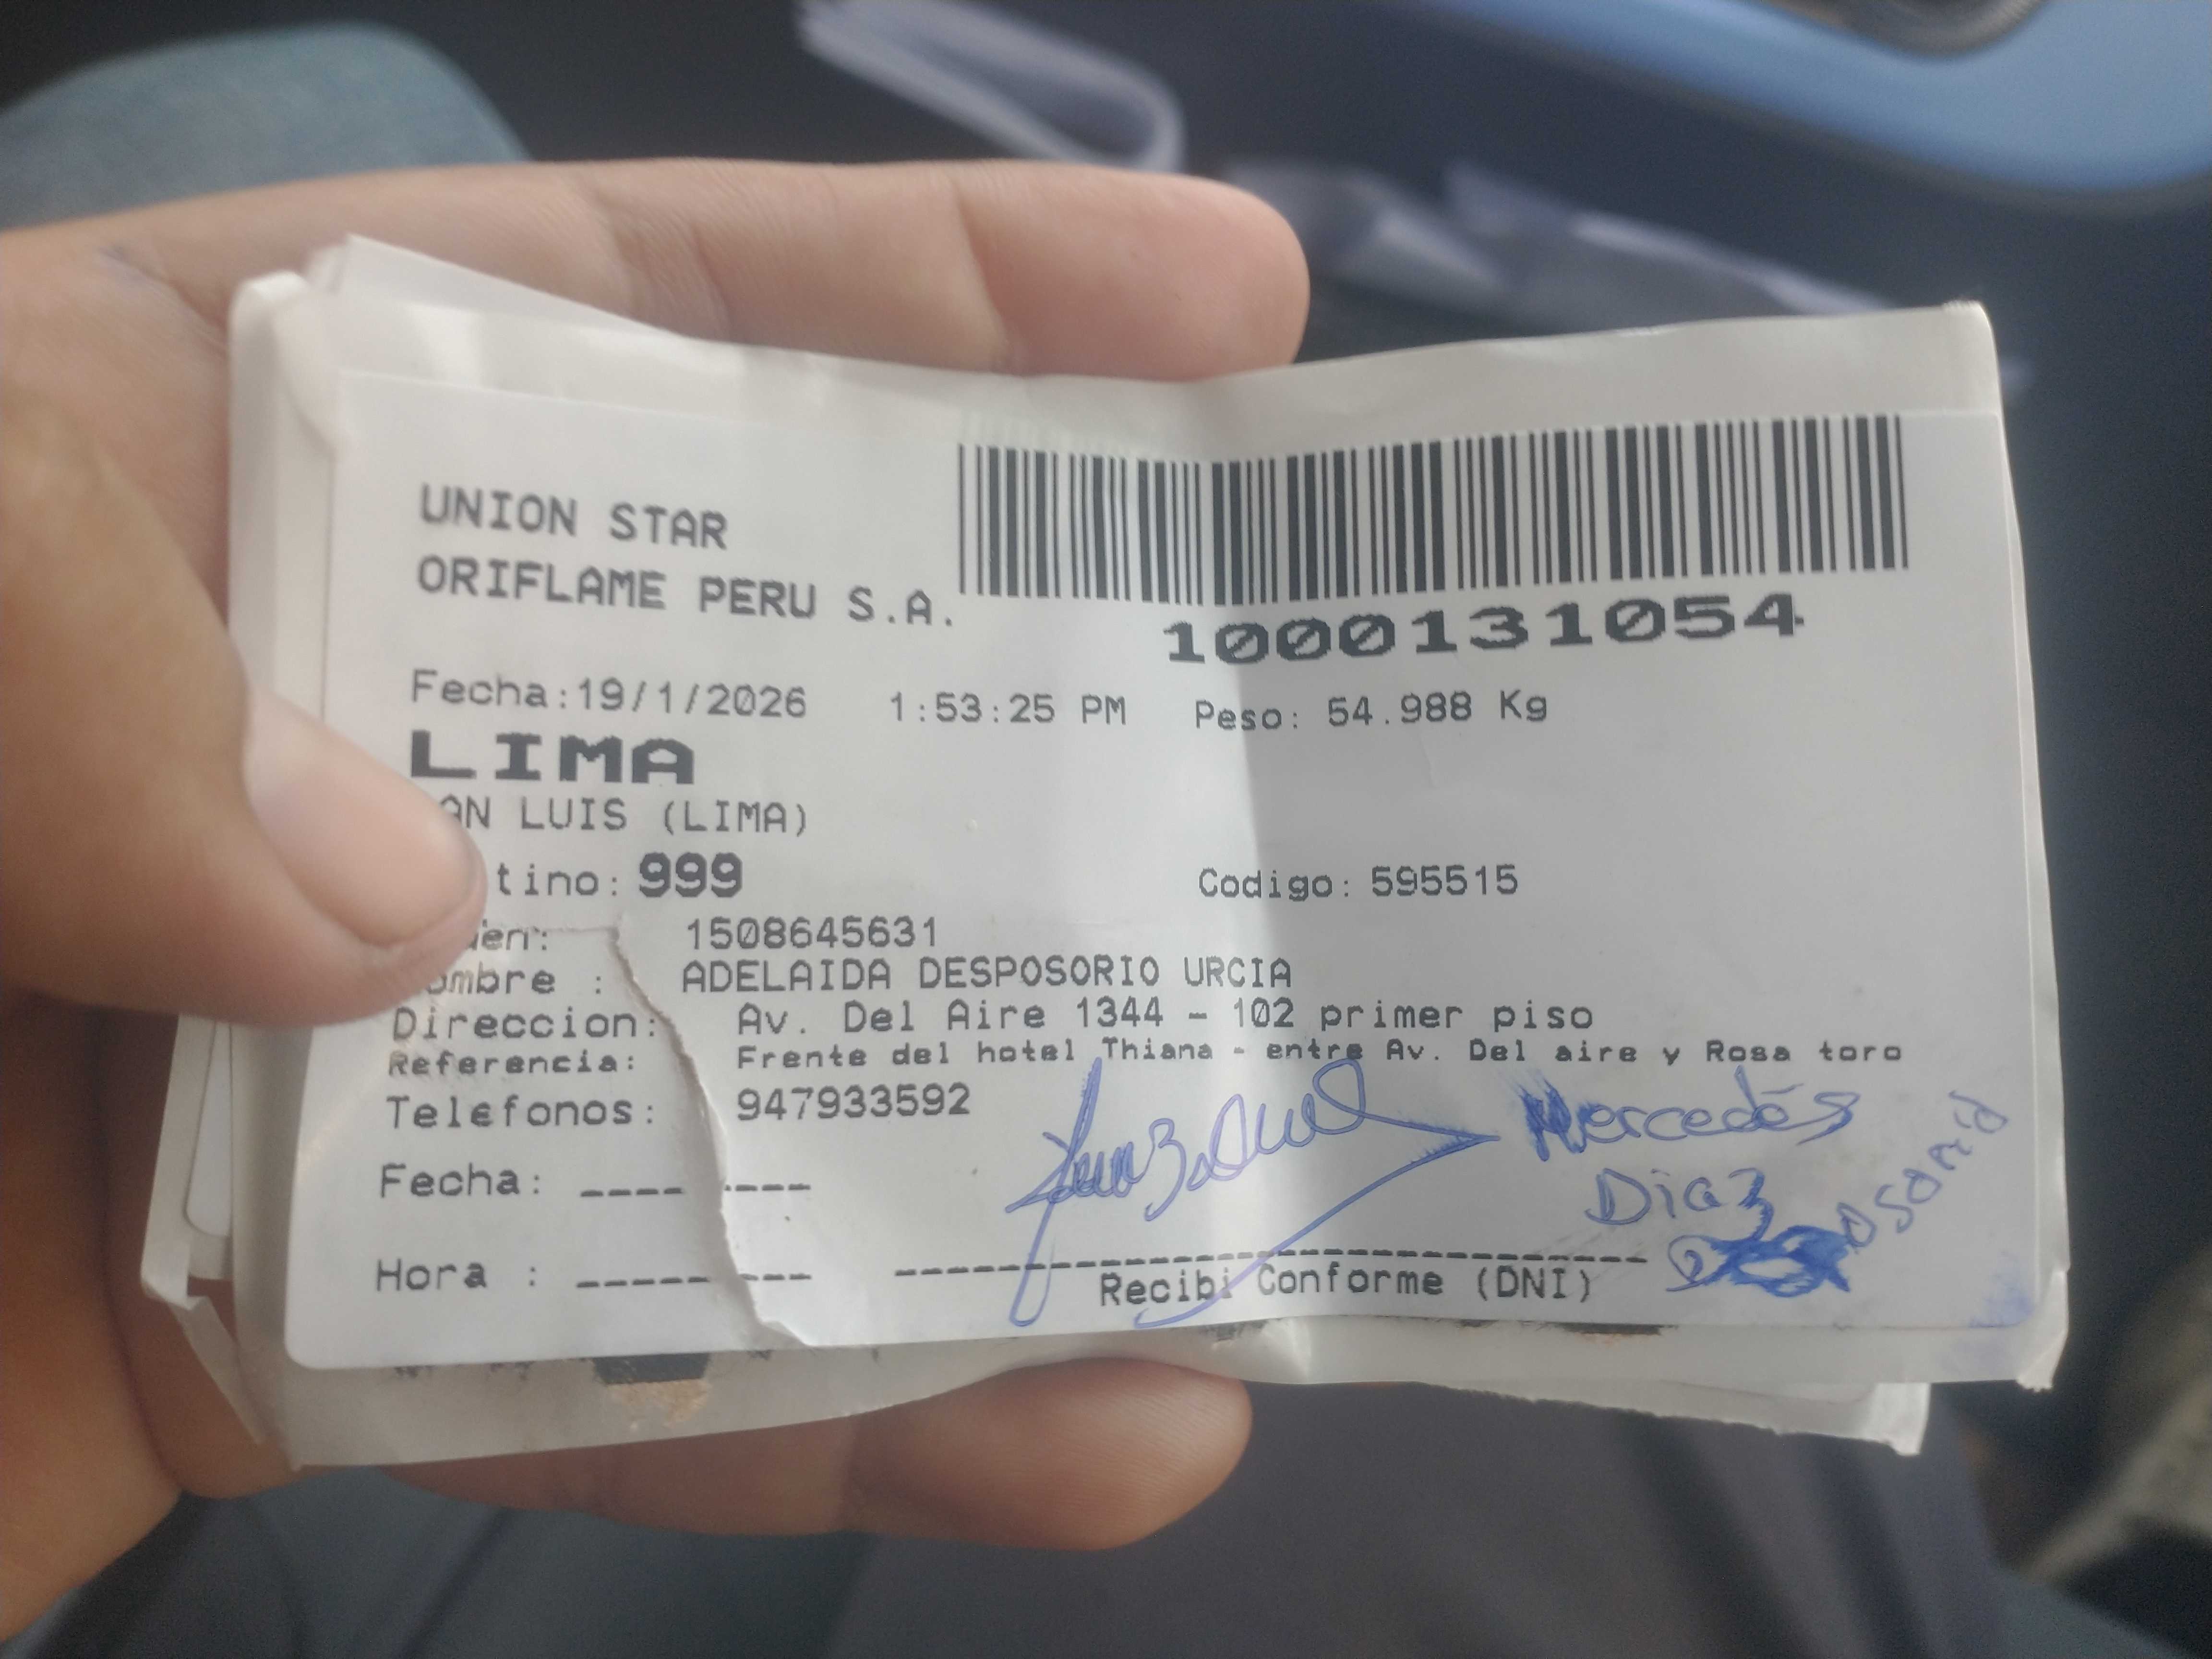 UNION STAR
ORIFLAME PERU S.A.
1000131054
Fecha:19/1/2026 1:53:25 PM Peso: 54.988 Kg
LIMA
AN LUIS (LIMA)
tino: 999 Codigo: 595515
en: 1508645631
ombre : ADELAIDA DESPOSORIO URCIA
Direccion: Av. Del Aire 1344 - 102 primer piso
Referencia: Frente del hotel Thiana - entre Av. Del aire y Rosa toro
Telefonos: 947933592
Mercedes
Diaz
Fecha: ---- ----
Hora : ---- ----
Recibi Conforme (DNI)